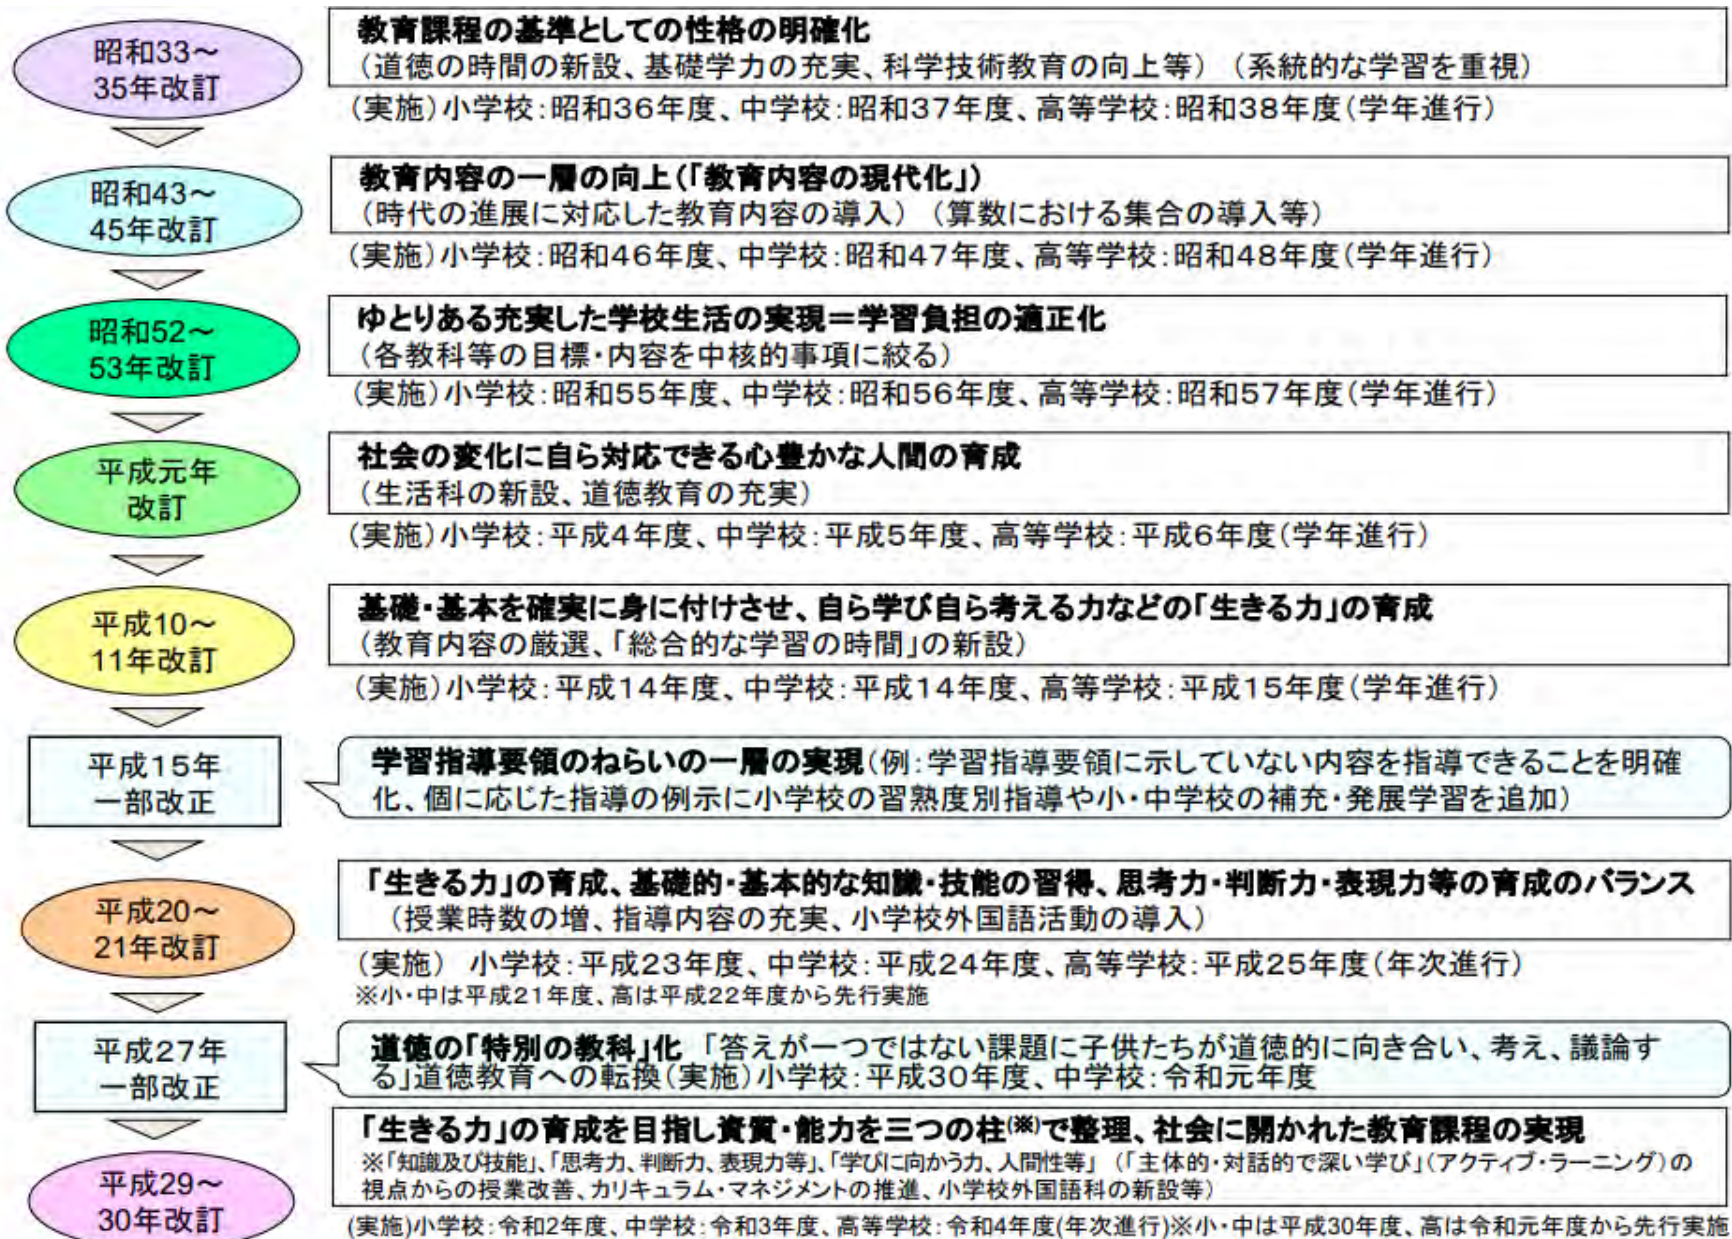 昭和33～
35年改訂
教育課程の基準としての性格の明確化
（道徳の時間の新設、基礎学力の充実、科学技術教育の向上等）（系統的な学習を重視）
(実施)小学校：昭和36年度、中学校：昭和37年度、高等学校：昭和38年度(学年進行)
昭和43～
45年改訂
教育内容の一層の向上(｢教育内容の現代化｣)
（時代の進展に対応した教育内容の導入）（算数における集合の導入等）
(実施)小学校：昭和46年度、中学校：昭和47年度、高等学校：昭和48年度(学年進行)
昭和52～
53年改訂
ゆとりある充実した学校生活の実現＝学習負担の適正化
（各教科等の目標・内容を中核的事項に絞る）
(実施)小学校：昭和55年度、中学校：昭和56年度、高等学校：昭和57年度(学年進行)
平成元年
改訂
社会の変化に自ら対応できる心豊かな人間の育成
（生活科の新設、道徳教育の充実）
(実施)小学校：平成４年度、中学校：平成５年度、高等学校：平成６年度(学年進行)
平成10～
11年改訂
基礎・基本を確実に身に付けさせ、自ら学び自ら考える力などの｢生きる力｣の育成
（教育内容の厳選、｢総合的な学習の時間｣の新設）
(実施)小学校：平成14年度、中学校：平成14年度、高等学校：平成15年度(学年進行)
平成15年
一部改正
学習指導要領のねらいの一層の実現(例：学習指導要領に示していない内容を指導できることを明確
化、個に応じた指導の例示に小学校の習熟度別指導や小・中学校の補充・発展学習を追加)
平成20～
21年改訂
「生きる力」の育成、基礎的・基本的な知識・技能の習得、思考力・判断力・表現力等の育成のバランス
（授業時数の増、指導内容の充実、小学校外国語活動の導入）
(実施) 小学校：平成23年度、中学校：平成24年度、高等学校：平成25年度(年次進行)
※小・中は平成21年度、高は平成22年度から先行実施
平成27年
一部改正
道徳の「特別の教科」化 「答えが一つではない課題に子供たちが道徳的に向き合い、考え、議論す
る」道徳教育への転換(実施)小学校：平成30年度、中学校：令和元年度
平成29～
30年改訂
「生きる力」の育成を目指し資質・能力を三つの柱(※)で整理、社会に開かれた教育課程の実現
※「知識及び技能」、「思考力、判断力、表現力等」、「学びに向かう力、人間性等」（「主体的・対話的で深い学び」(アクティブ・ラーニング)の
視点からの授業改善、カリキュラム・マネジメントの推進、小学校外国語科の新設等）
(実施)小学校：令和2年度、中学校：令和3年度、高等学校：令和4年度(年次進行)※小・中は平成30年度、高は令和元年度から先行実施